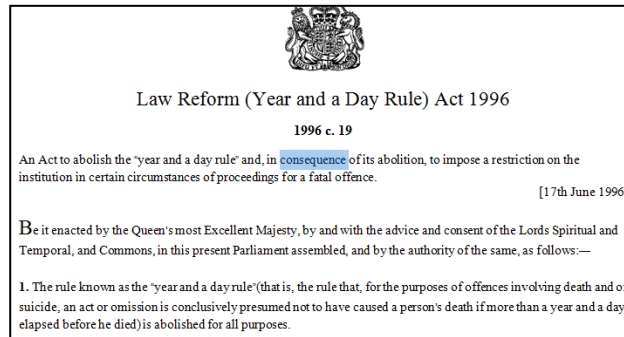 Law Reform (Year and a Day Rule) Act 1996
1996 c. 19
An Act to abolish the "year and a day rule" and, in consequence of its abolition, to impose a restriction on the
institution in certain circumstances of proceedings for a fatal offence.
[17th June 1996
Be it enacted by the Queen's most Excellent Majesty, by and with the advice and consent of the Lords Spiritual and
Temporal, and Commons, in this present Parliament assembled, and by the authority of the same, as follows:—
1. The rule known as the "year and a day rule"(that is, the rule that, for the purposes of offences involving death and of
suicide, an act or omission is conclusively presumed not to have caused a person's death if more than a year and a day
elapsed before he died) is abolished for all purposes.